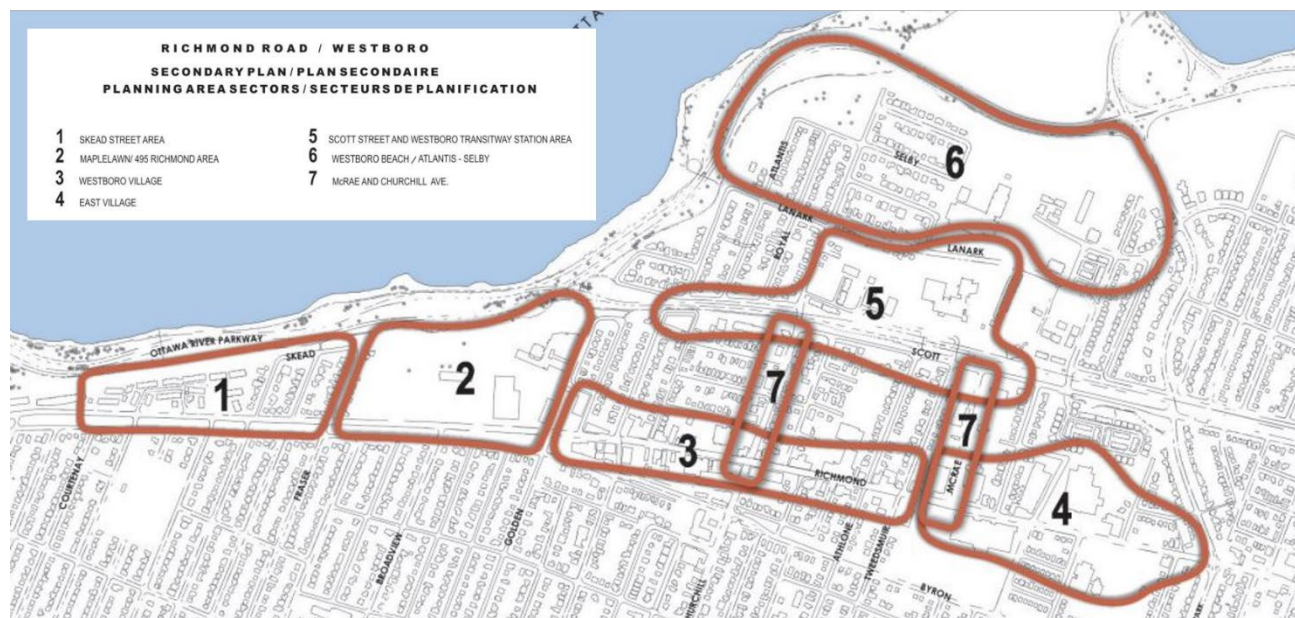 TTA
RICHMOND ROAD / WESTBORO
SECONDARY PLAN / PLAN SECONDAIRE
PLANNING AREA SECTORS / SECTEURS DE PLANIFICATION
1 SKEAD STREET AREA
2 MAPLELAWN/ 495 RICHMOND AREA
3 WESTBORO VILLAGE
4 EAST VILLAGE
5 SCOTT STREET AND WESTBORO TRANSITWAY STATION AREA
6 WESTBORO BEACH / ATLANTIS - SELBY
7 McRAE AND CHURCHILL AVE.
ATLANTIS
SELBY
6
LANARK
ROYAL
LANARK
5
OTTAWA RIVER PARKWAY
SKEAD
SCOTT
1
2
7
7
3
RICHMOND
MCRAE
4
COURTENAY
FRASER
BROADVIEW
GOLDEN
CHURCHILL
ATHLONE
TWEEDSMUIR
BYRON